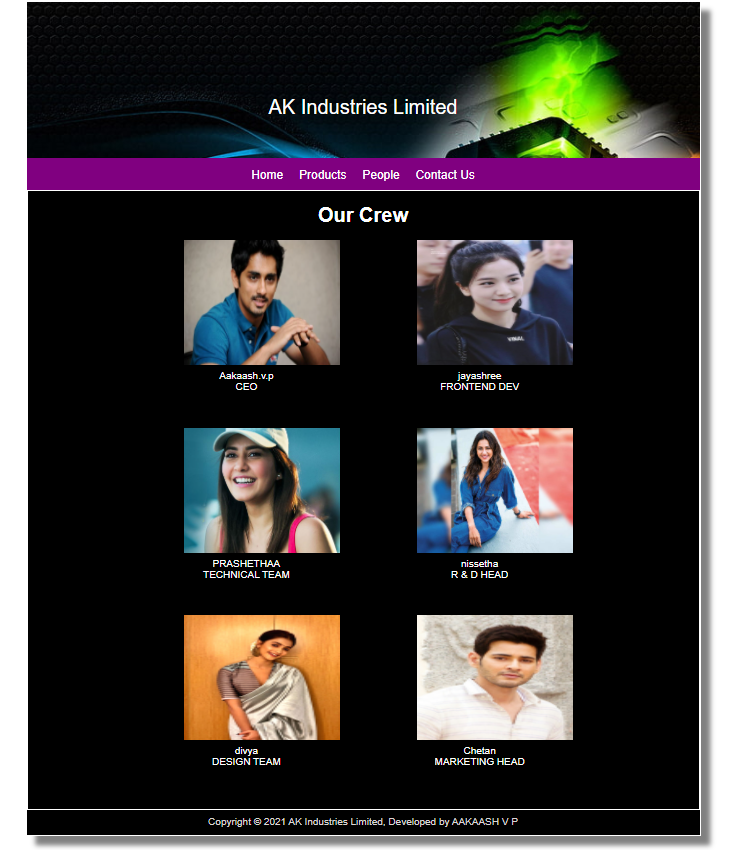 AK Industries Limited
Home Products People Contact Us
Our Crew
Aakaash.v.p
CEO
jayashree
FRONTEND DEV
PRASHETHAA
TECHNICAL TEAM
nissetha
R & D HEAD
divya
DESIGN TEAM
Chetan
MARKETING HEAD
Copyright © 2021 AK Industries Limited, Developed by AAKAASH V P